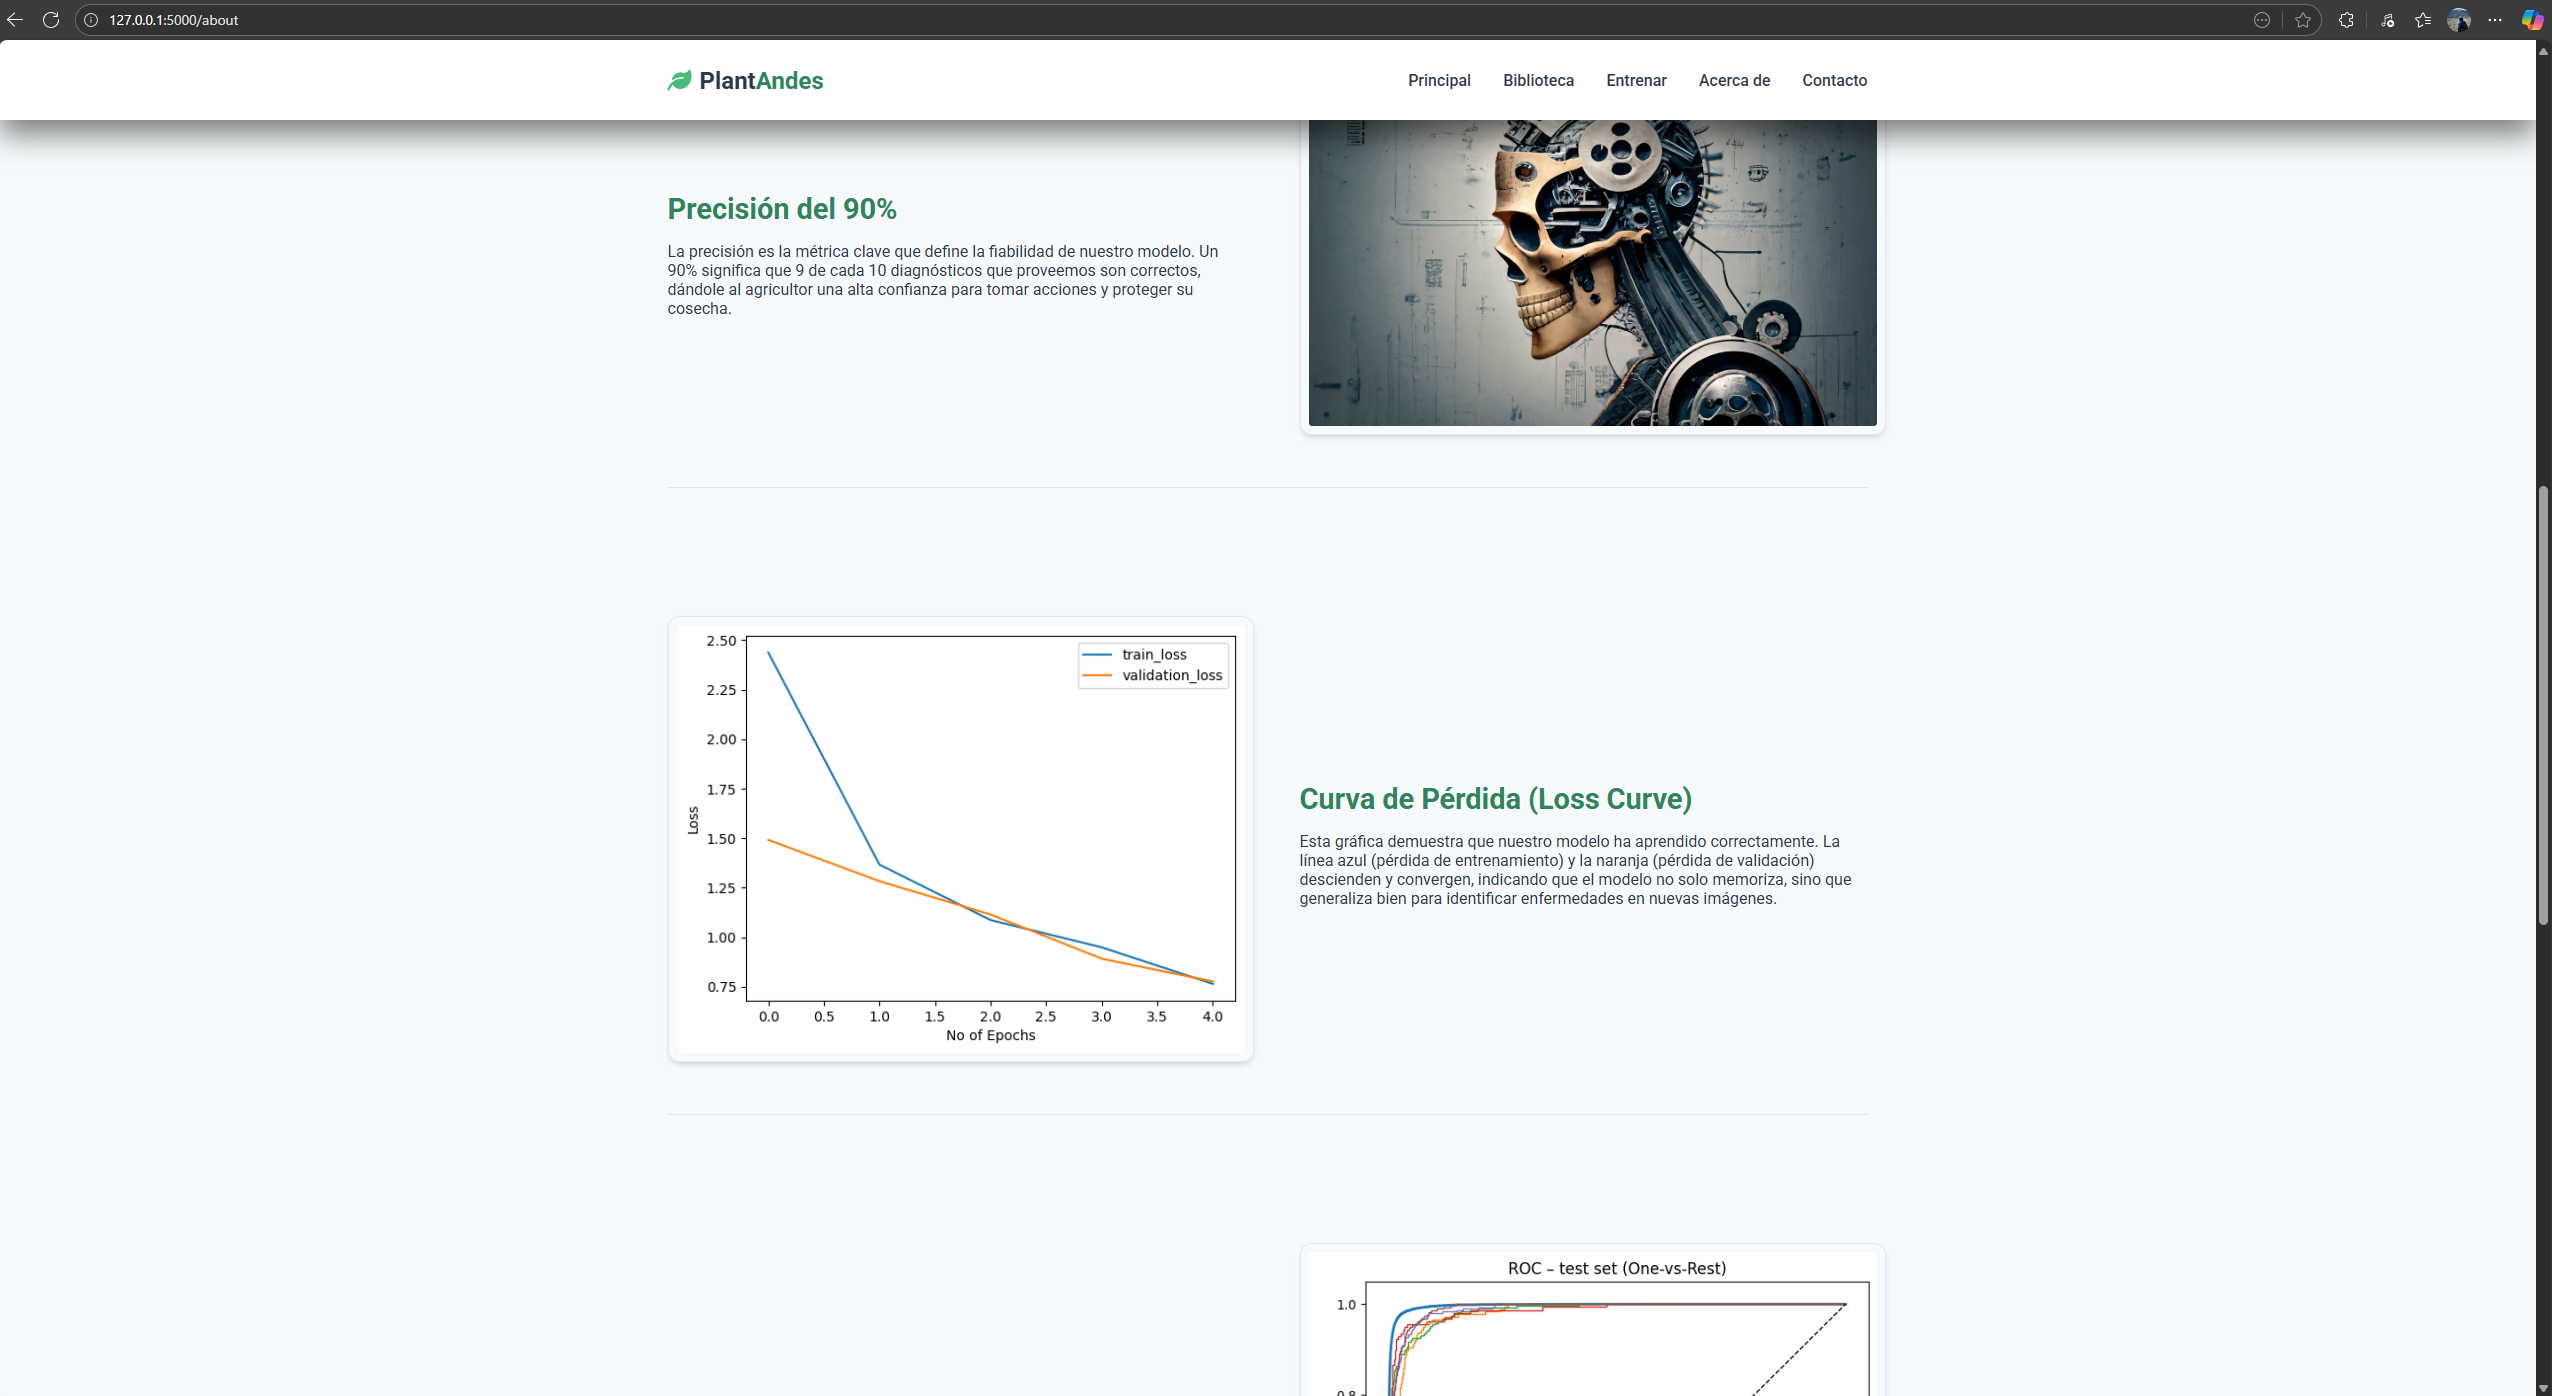 127.0.0.1:5000/about
PlantAndes
Principal
Biblioteca
Entrenar
Acerca de
Contacto
Precisión del 90%
La precisión es la métrica clave que define la fiabilidad de nuestro modelo. Un
90% significa que 9 de cada 10 diagnósticos que proveemos son correctos,
dándole al agricultor una alta confianza para tomar acciones y proteger su
cosecha.
2.50
2.25
2.00
1.75
1.50
1.25
1.00
0.75
Loss
train_loss
validation_loss
0.0
0.5
1.0
1.5
2.0
2.5
3.0
3.5
4.0
No of Epochs
Curva de Pérdida (Loss Curve)
Esta gráfica demuestra que nuestro modelo ha aprendido correctamente. La
línea azul (pérdida de entrenamiento) y la naranja (pérdida de validación)
descienden y convergen, indicando que el modelo no solo memoriza, sino que
generaliza bien para identificar enfermedades en nuevas imágenes.
ROC – test set (One-vs-Rest)
1.0
0.8